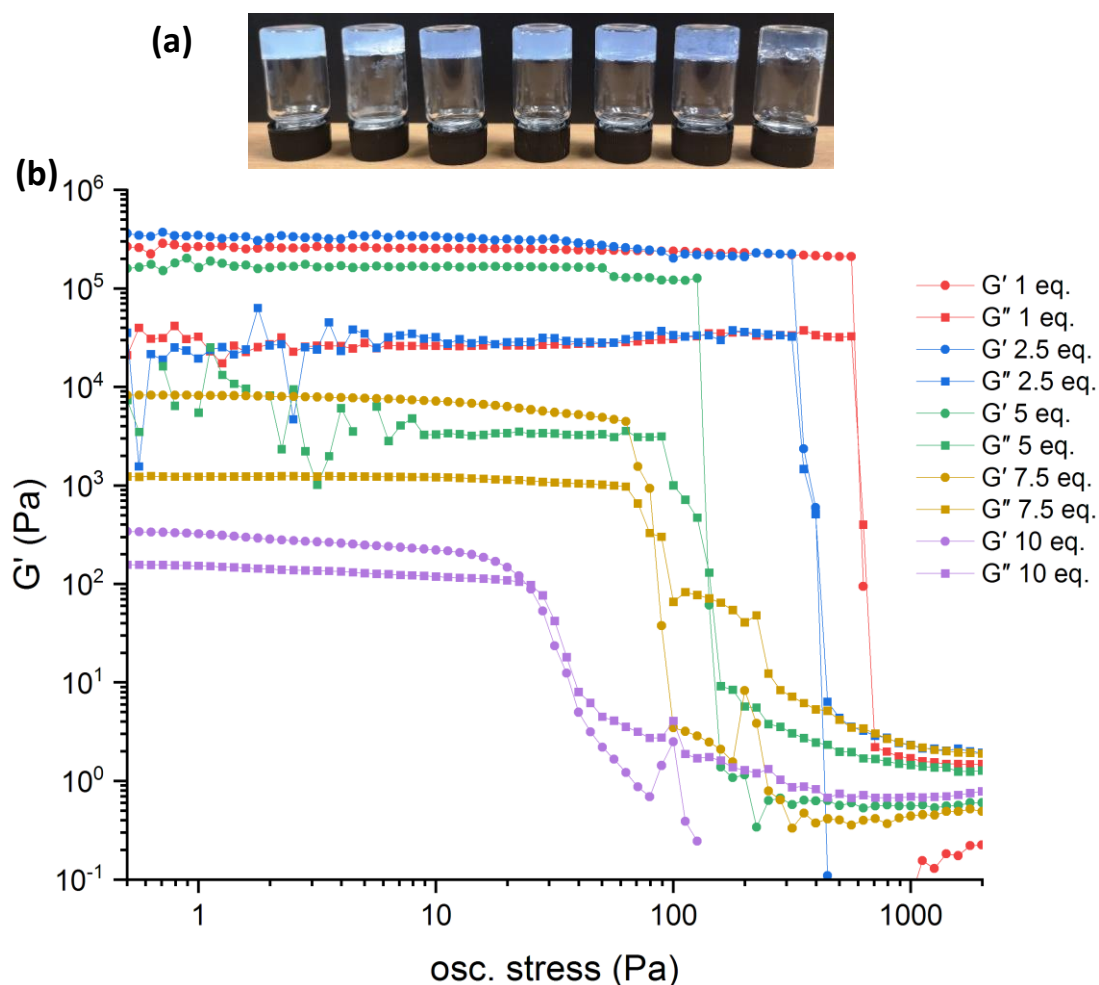 (a)
(b)
10⁶
10⁵
10⁴
10³
10²
10¹
10⁰
10⁻¹
G' (Pa)
1
10
100
1000
osc. stress (Pa)
G′ 1 eq.
G″ 1 eq.
G′ 2.5 eq.
G″ 2.5 eq.
G′ 5 eq.
G″ 5 eq.
G′ 7.5 eq.
G″ 7.5 eq.
G′ 10 eq.
G″ 10 eq.